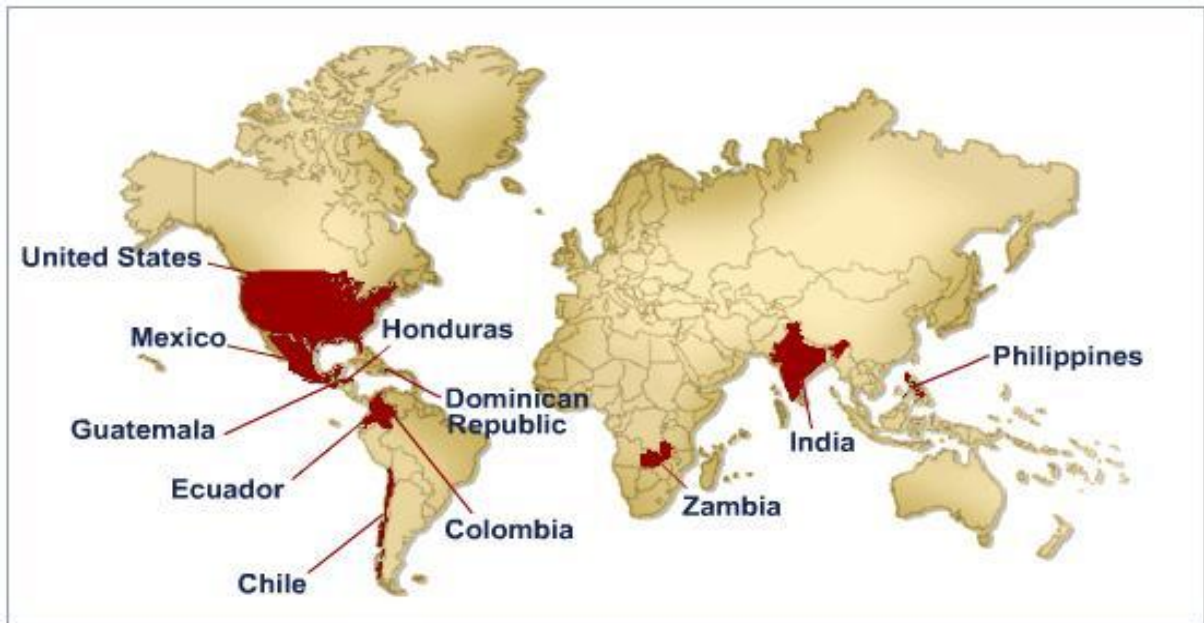 United States
Mexico
Honduras
Guatemala
Dominican
Republic
Ecuador
Colombia
Chile
Philippines
India
Zambia